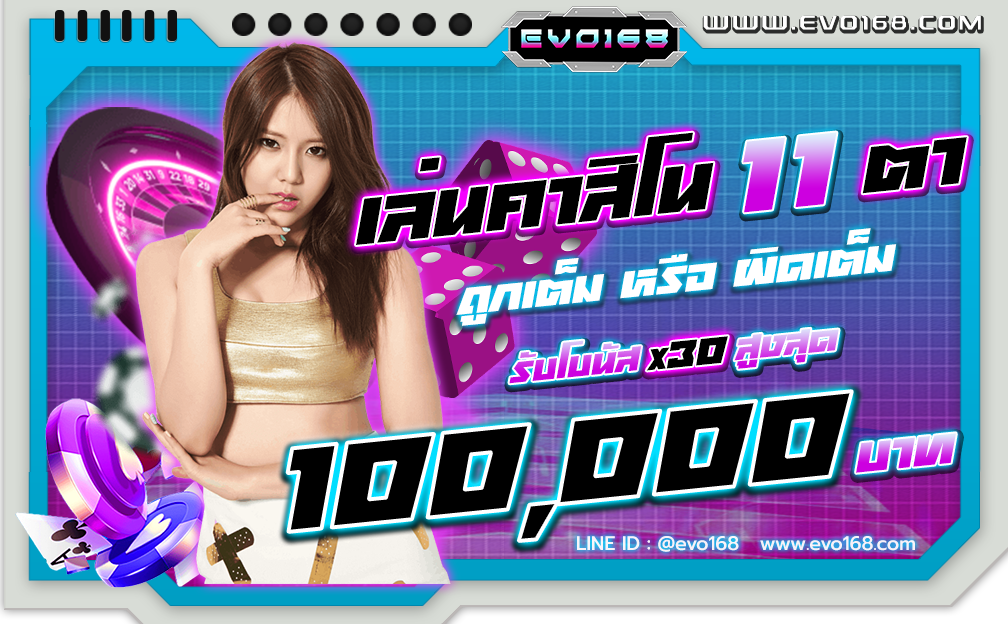 EVO168
WWW.EVO168.COM
เล่นคาสิโน 11 ตา
ถูกเต็ม หรือ ผิดเต็ม
รับโบนัส x30 สูงสุด
100,000 บาท
LINE ID : @evo168 www.evo168.com